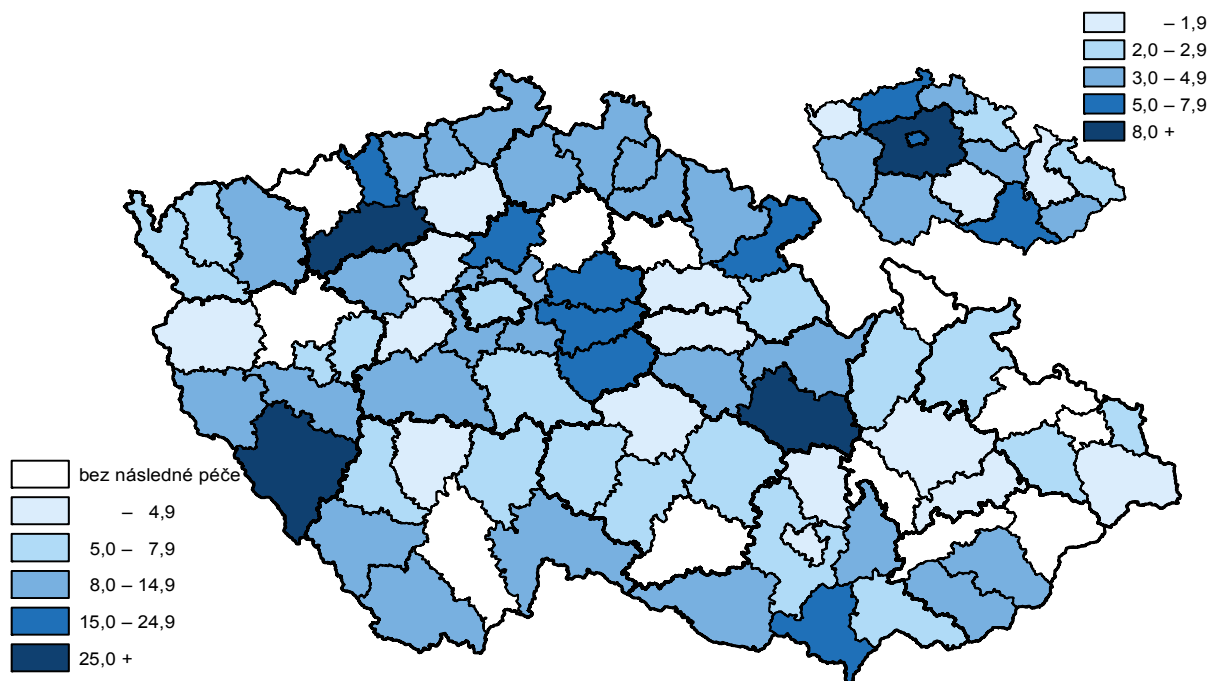 – 1,9
2,0 – 2,9
3,0 – 4,9
5,0 – 7,9
8,0 +
bez následné péče
– 4,9
5,0 – 7,9
8,0 – 14,9
15,0 – 24,9
25,0 +